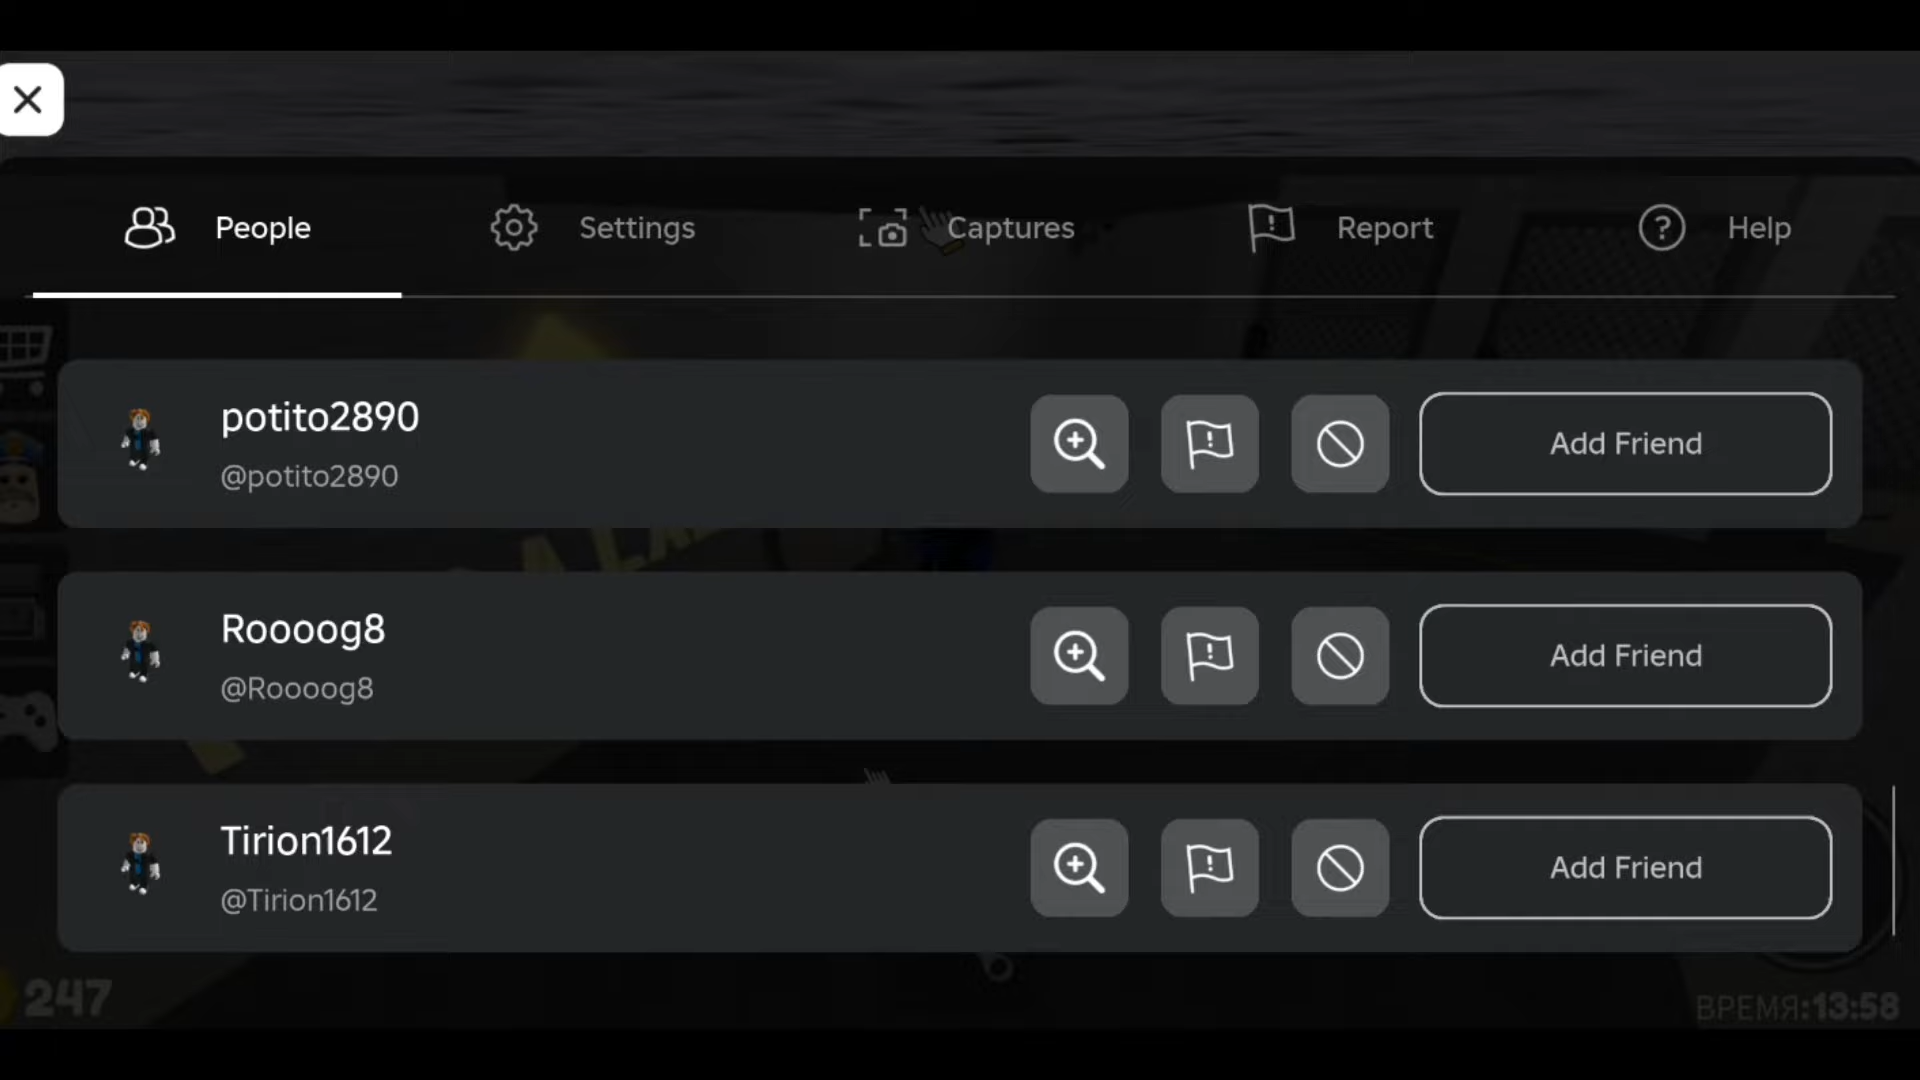 People
Settings
Captures
Report
Help
potito2890
@potito2890
Add Friend
Roooog8
@Roooog8
Add Friend
Tirion1612
@Tirion1612
Add Friend
247
ВРЕМЯ:13:58